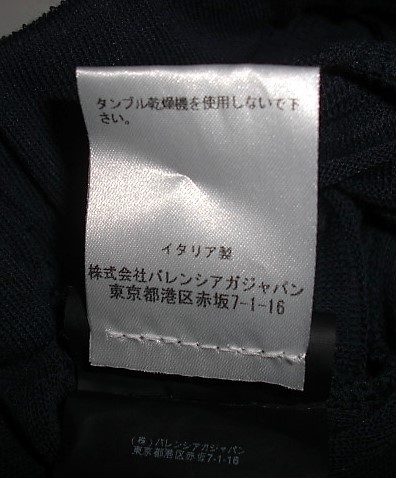 タンブル乾燥機を使用しないで下
さい。
イタリア製
株式会社バレンシアガジャパン
東京都港区赤坂7-1-16
(株)バレンシアガジャパン
東京都港区赤坂7-1-16